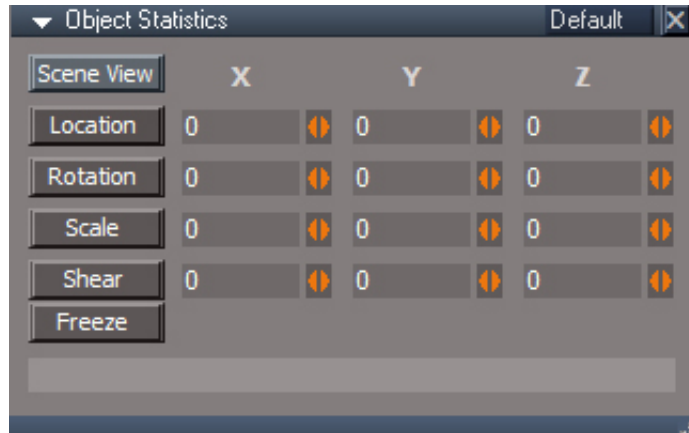 Object Statistics Default X
Scene View X Y Z
Location 0 0 0
Rotation 0 0 0
Scale 0 0 0
Shear 0 0 0
Freeze